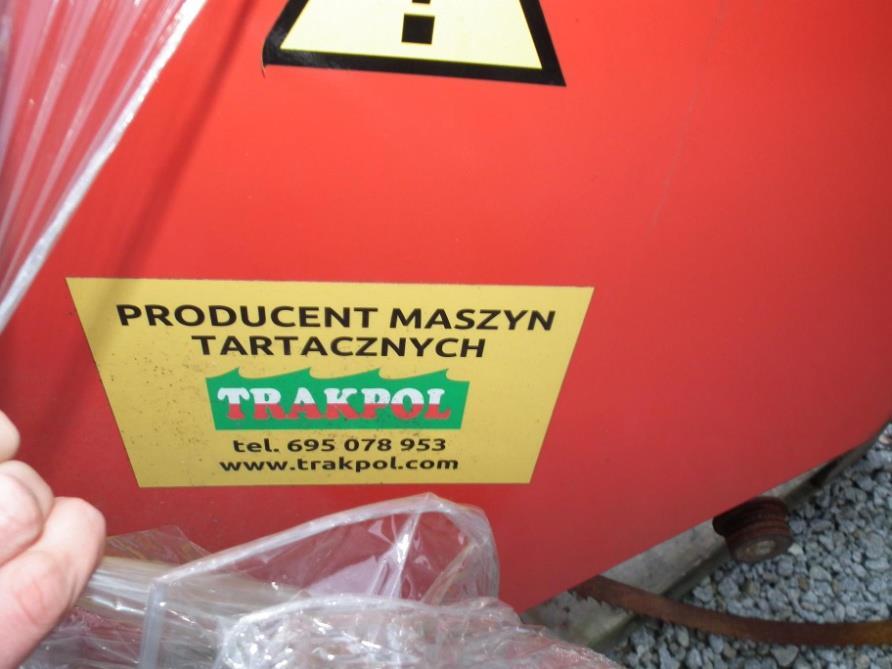 PRODUCENT MASZYN
TARTACZNYCH
TRAKPOL
tel. 695 078 953
www.trakpol.com